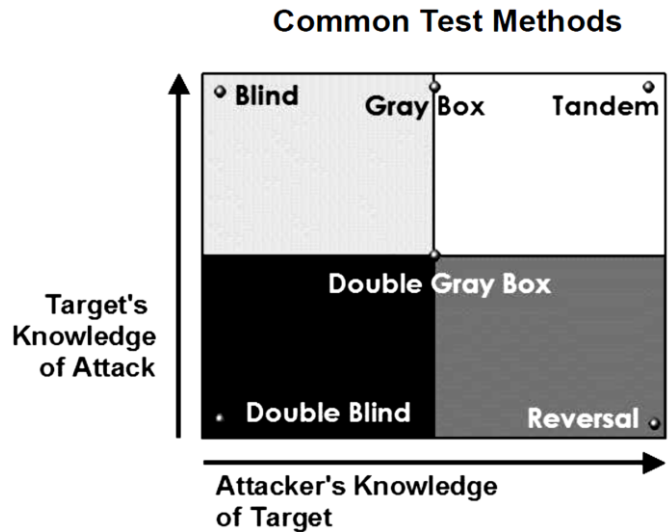 Common Test Methods
Blind
Gray Box
Tandem
Target's
Knowledge
of Attack
Double Gray Box
Double Blind
Reversal
Attacker's Knowledge
of Target